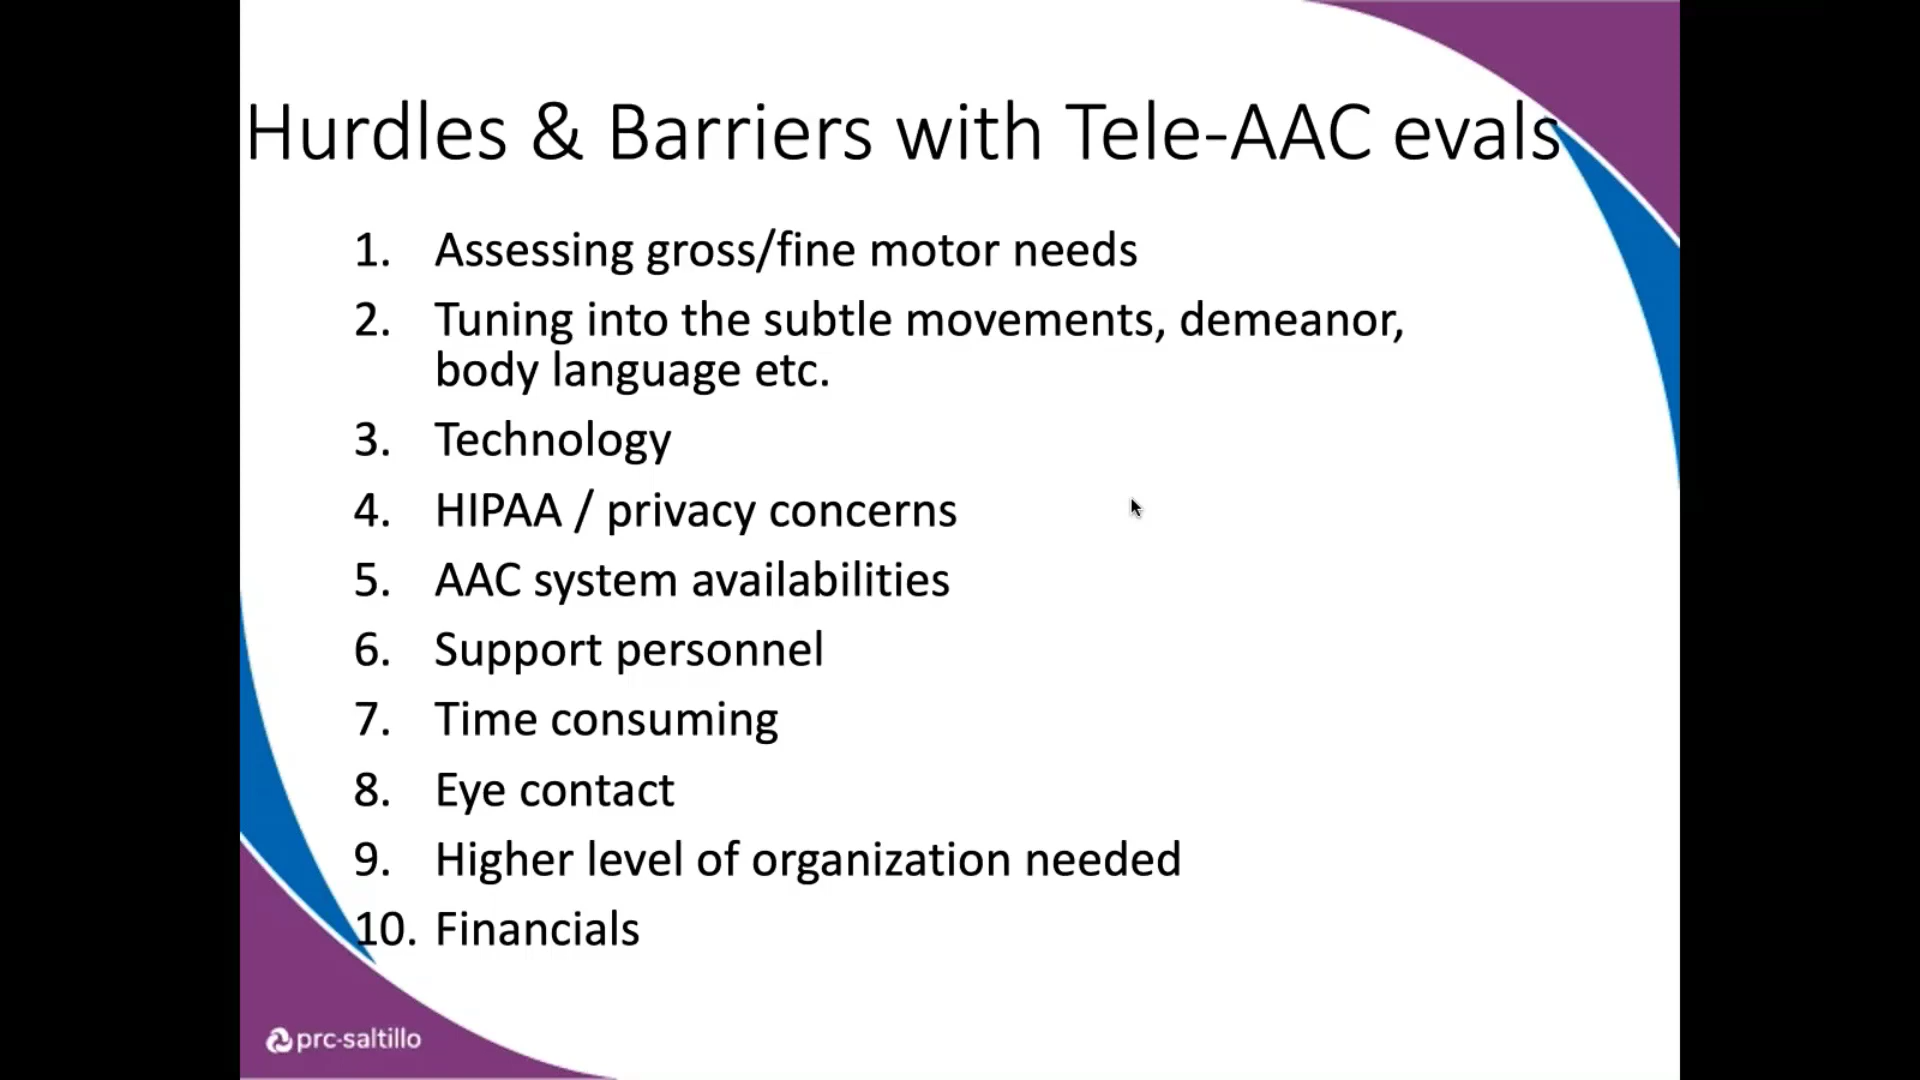 Hurdles & Barriers with Tele-AAC evals
1. Assessing gross/fine motor needs
2. Tuning into the subtle movements, demeanor,
body language etc.
3. Technology
4. HIPAA / privacy concerns
5. AAC system availabilities
6. Support personnel
7. Time consuming
8. Eye contact
9. Higher level of organization needed
10. Financials
prc-saltillo